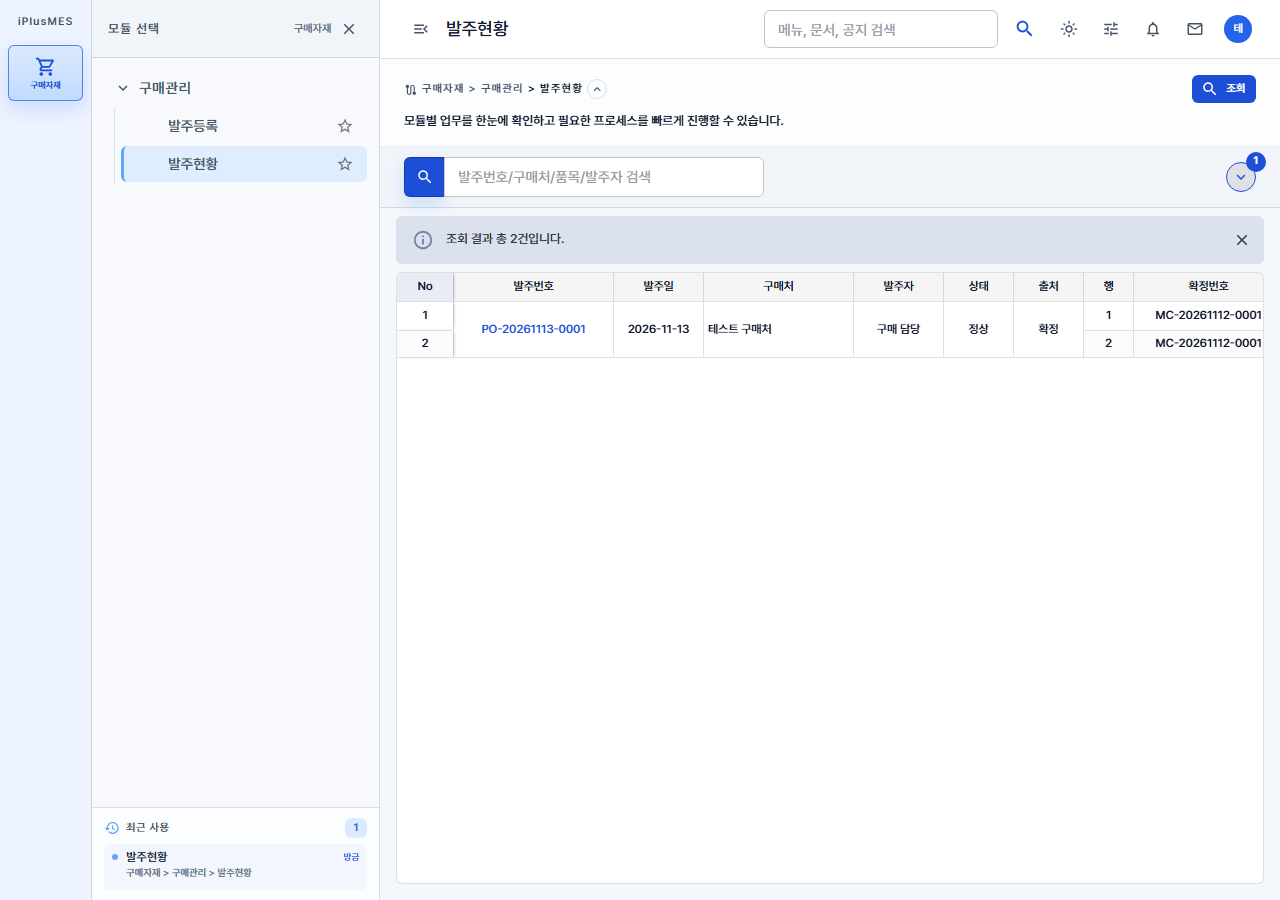 iPlusMES
구매자재
모듈 선택
구매자재
구매관리
발주등록
발주현황
최근 사용
1
발주현황
방금
구매자재 > 구매관리 > 발주현황
발주현황
메뉴, 문서, 공지 검색
테
구매자재 > 구매관리 > 발주현황
조회
모듈별 업무를 한눈에 확인하고 필요한 프로세스를 빠르게 진행할 수 있습니다.
발주번호/구매처/품목/발주자 검색
1
조회 결과 총 2건입니다.
No 발주번호 발주일 구매처 발주자 상태 출처 행 확정번호
1 PO-20261113-0001 2026-11-13 테스트 구매처 구매 담당 정상 확정 1 MC-20261112-0001
2 2 MC-20261112-0001